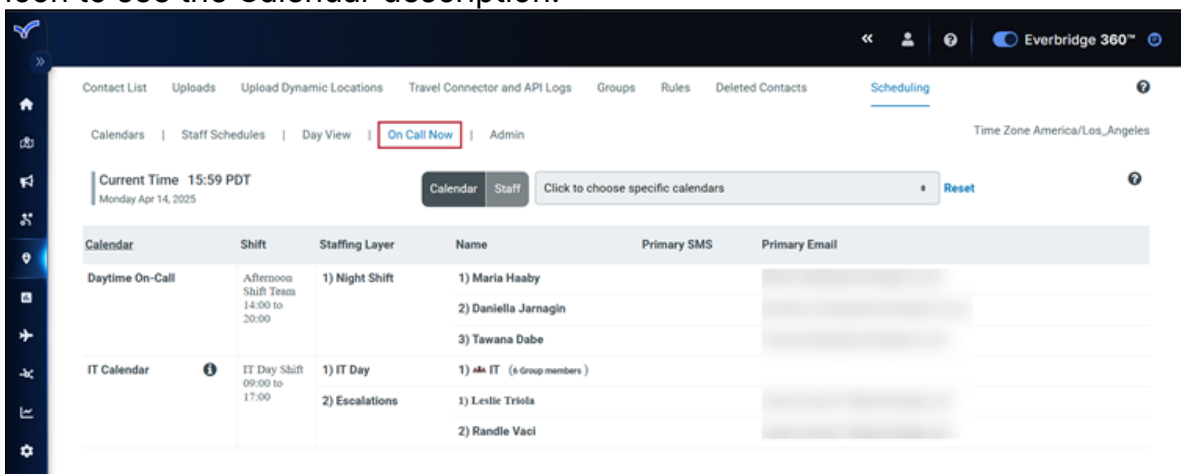 icon to see the Calendar description.
Everbridge 360™
Contact List Uploads Upload Dynamic Locations Travel Connector and API Logs Groups Rules Deleted Contacts Scheduling
Calendars | Staff Schedules | Day View | On Call Now | Admin Time Zone America/Los_Angeles
Current Time 15:59 PDT
Monday Apr 14, 2025
Calendar Staff Click to choose specific calendars Reset
Calendar Shift Staffing Layer Name Primary SMS Primary Email
Daytime On-Call Afternoon 1) Night Shift 1) Maria Haaby
Shift Team
14:00 to 2) Daniella Jarnagin
20:00
3) Tawana Dabe
IT Calendar IT Day Shift 1) IT Day 1) IT (6 Group members)
09:00 to
17:00 2) Escalations 1) Leslie Triola
2) Randle Vaci